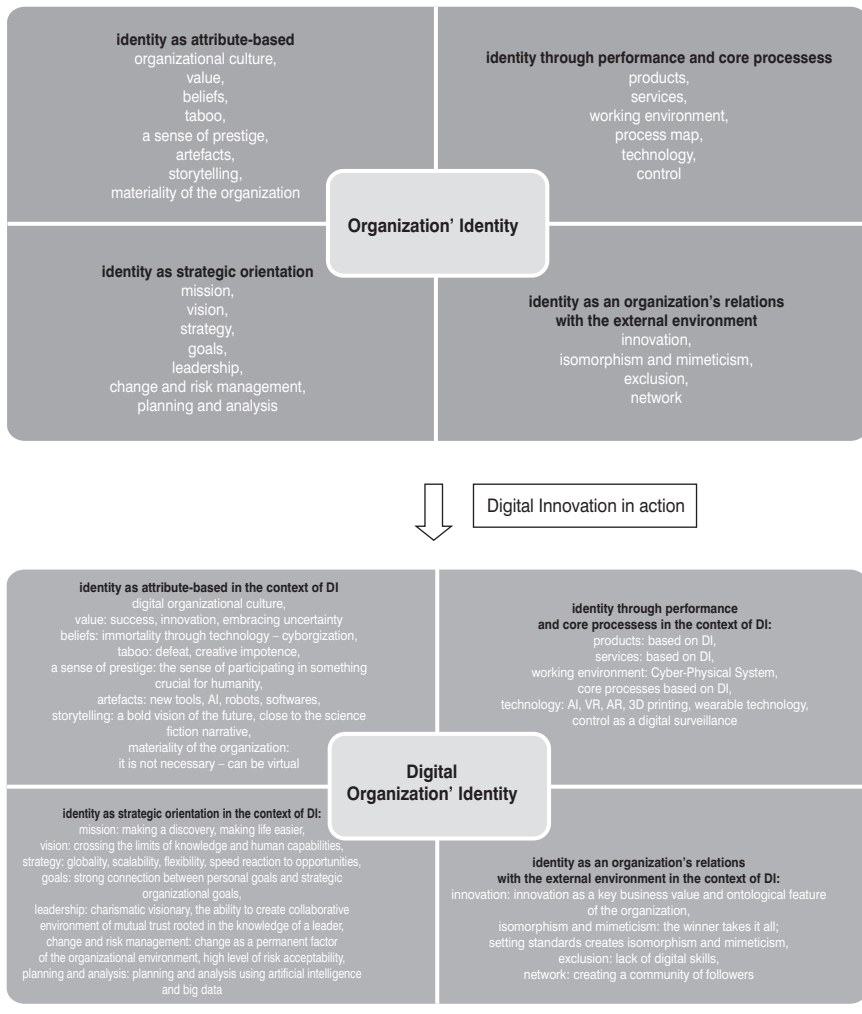 identity as attribute-based
organizational culture,
value,
beliefs,
taboo,
a sense of prestige,
artefacts,
storytelling,
materiality of the organization
identity through performance and core processess
products,
services,
working environment,
process map,
technology,
control
Organization' Identity
identity as strategic orientation
mission,
vision,
strategy,
goals,
leadership,
change and risk management,
planning and analysis
identity as an organization's relations
with the external environment
innovation,
isomorphism and mimeticism,
exclusion,
network
Digital Innovation in action
identity as attribute-based in the context of DI
digital organizational culture,
value: success, innovation, embracing uncertainty
beliefs: immortality through technology – cyborgization,
taboo: defeat, creative impotence,
a sense of prestige: the sense of participating in something
crucial for humanity,
artefacts: new tools, AI, robots, softwares,
storytelling: a bold vision of the future, close to the science
fiction narrative,
materiality of the organization:
it is not necessary – can be virtual
identity through performance
and core processess in the context of DI:
products: based on DI,
services: based on DI,
working environment: Cyber-Physical System,
core processes based on DI,
technology: AI, VR, AR, 3D printing, wearable technology,
control as a digital surveillance
Digital
Organization' Identity
identity as strategic orientation in the context of DI:
mission: making a discovery, making life easier,
vision: crossing the limits of knowledge and human capabilities,
strategy: globality, scalability, flexibility, speed reaction to opportunities,
goals: strong connection between personal goals and strategic
organizational goals,
leadership: charismatic visionary, the ability to create collaborative
environment of mutual trust rooted in the knowledge of a leader,
change and risk management: change as a permanent factor
of the organizational environment, high level of risk acceptability,
planning and analysis: planning and analysis using artificial intelligence
and big data
identity as an organization's relations
with the external environment in the context of DI:
innovation: innovation as a key business value and ontological feature
of the organization,
isomorphism and mimeticism: the winner takes it all;
setting standards creates isomorphism and mimeticism,
exclusion: lack of digital skills,
network: creating a community of followers